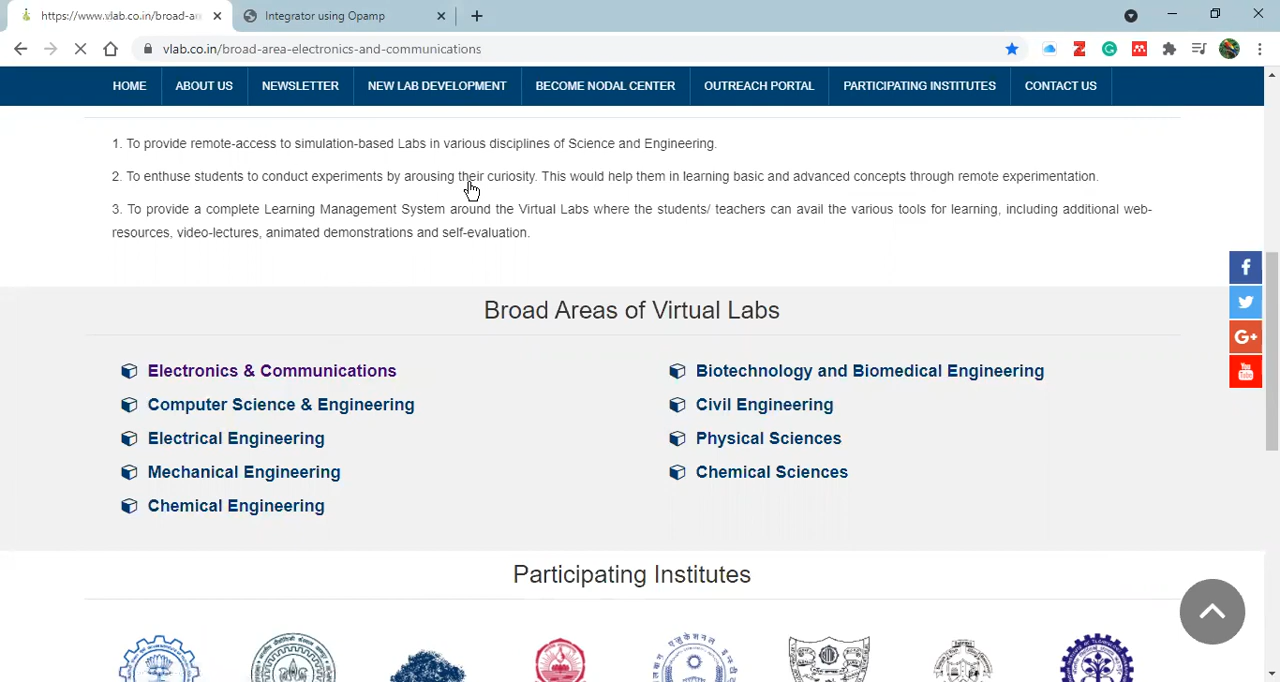 https://www.vlab.co.in/broad-a
Integrator using Opamp
vlab.co.in/broad-area-electronics-and-communications
HOME
ABOUT US
NEWSLETTER
NEW LAB DEVELOPMENT
BECOME NODAL CENTER
OUTREACH PORTAL
PARTICIPATING INSTITUTES
CONTACT US
1. To provide remote-access to simulation-based Labs in various disciplines of Science and Engineering.
2. To enthuse students to conduct experiments by arousing their curiosity. This would help them in learning basic and advanced concepts through remote experimentation.
3. To provide a complete Learning Management System around the Virtual Labs where the students/ teachers can avail the various tools for learning, including additional web-
resources, video-lectures, animated demonstrations and self-evaluation.
Broad Areas of Virtual Labs
Electronics & Communications
Computer Science & Engineering
Electrical Engineering
Mechanical Engineering
Chemical Engineering
Biotechnology and Biomedical Engineering
Civil Engineering
Physical Sciences
Chemical Sciences
Participating Institutes